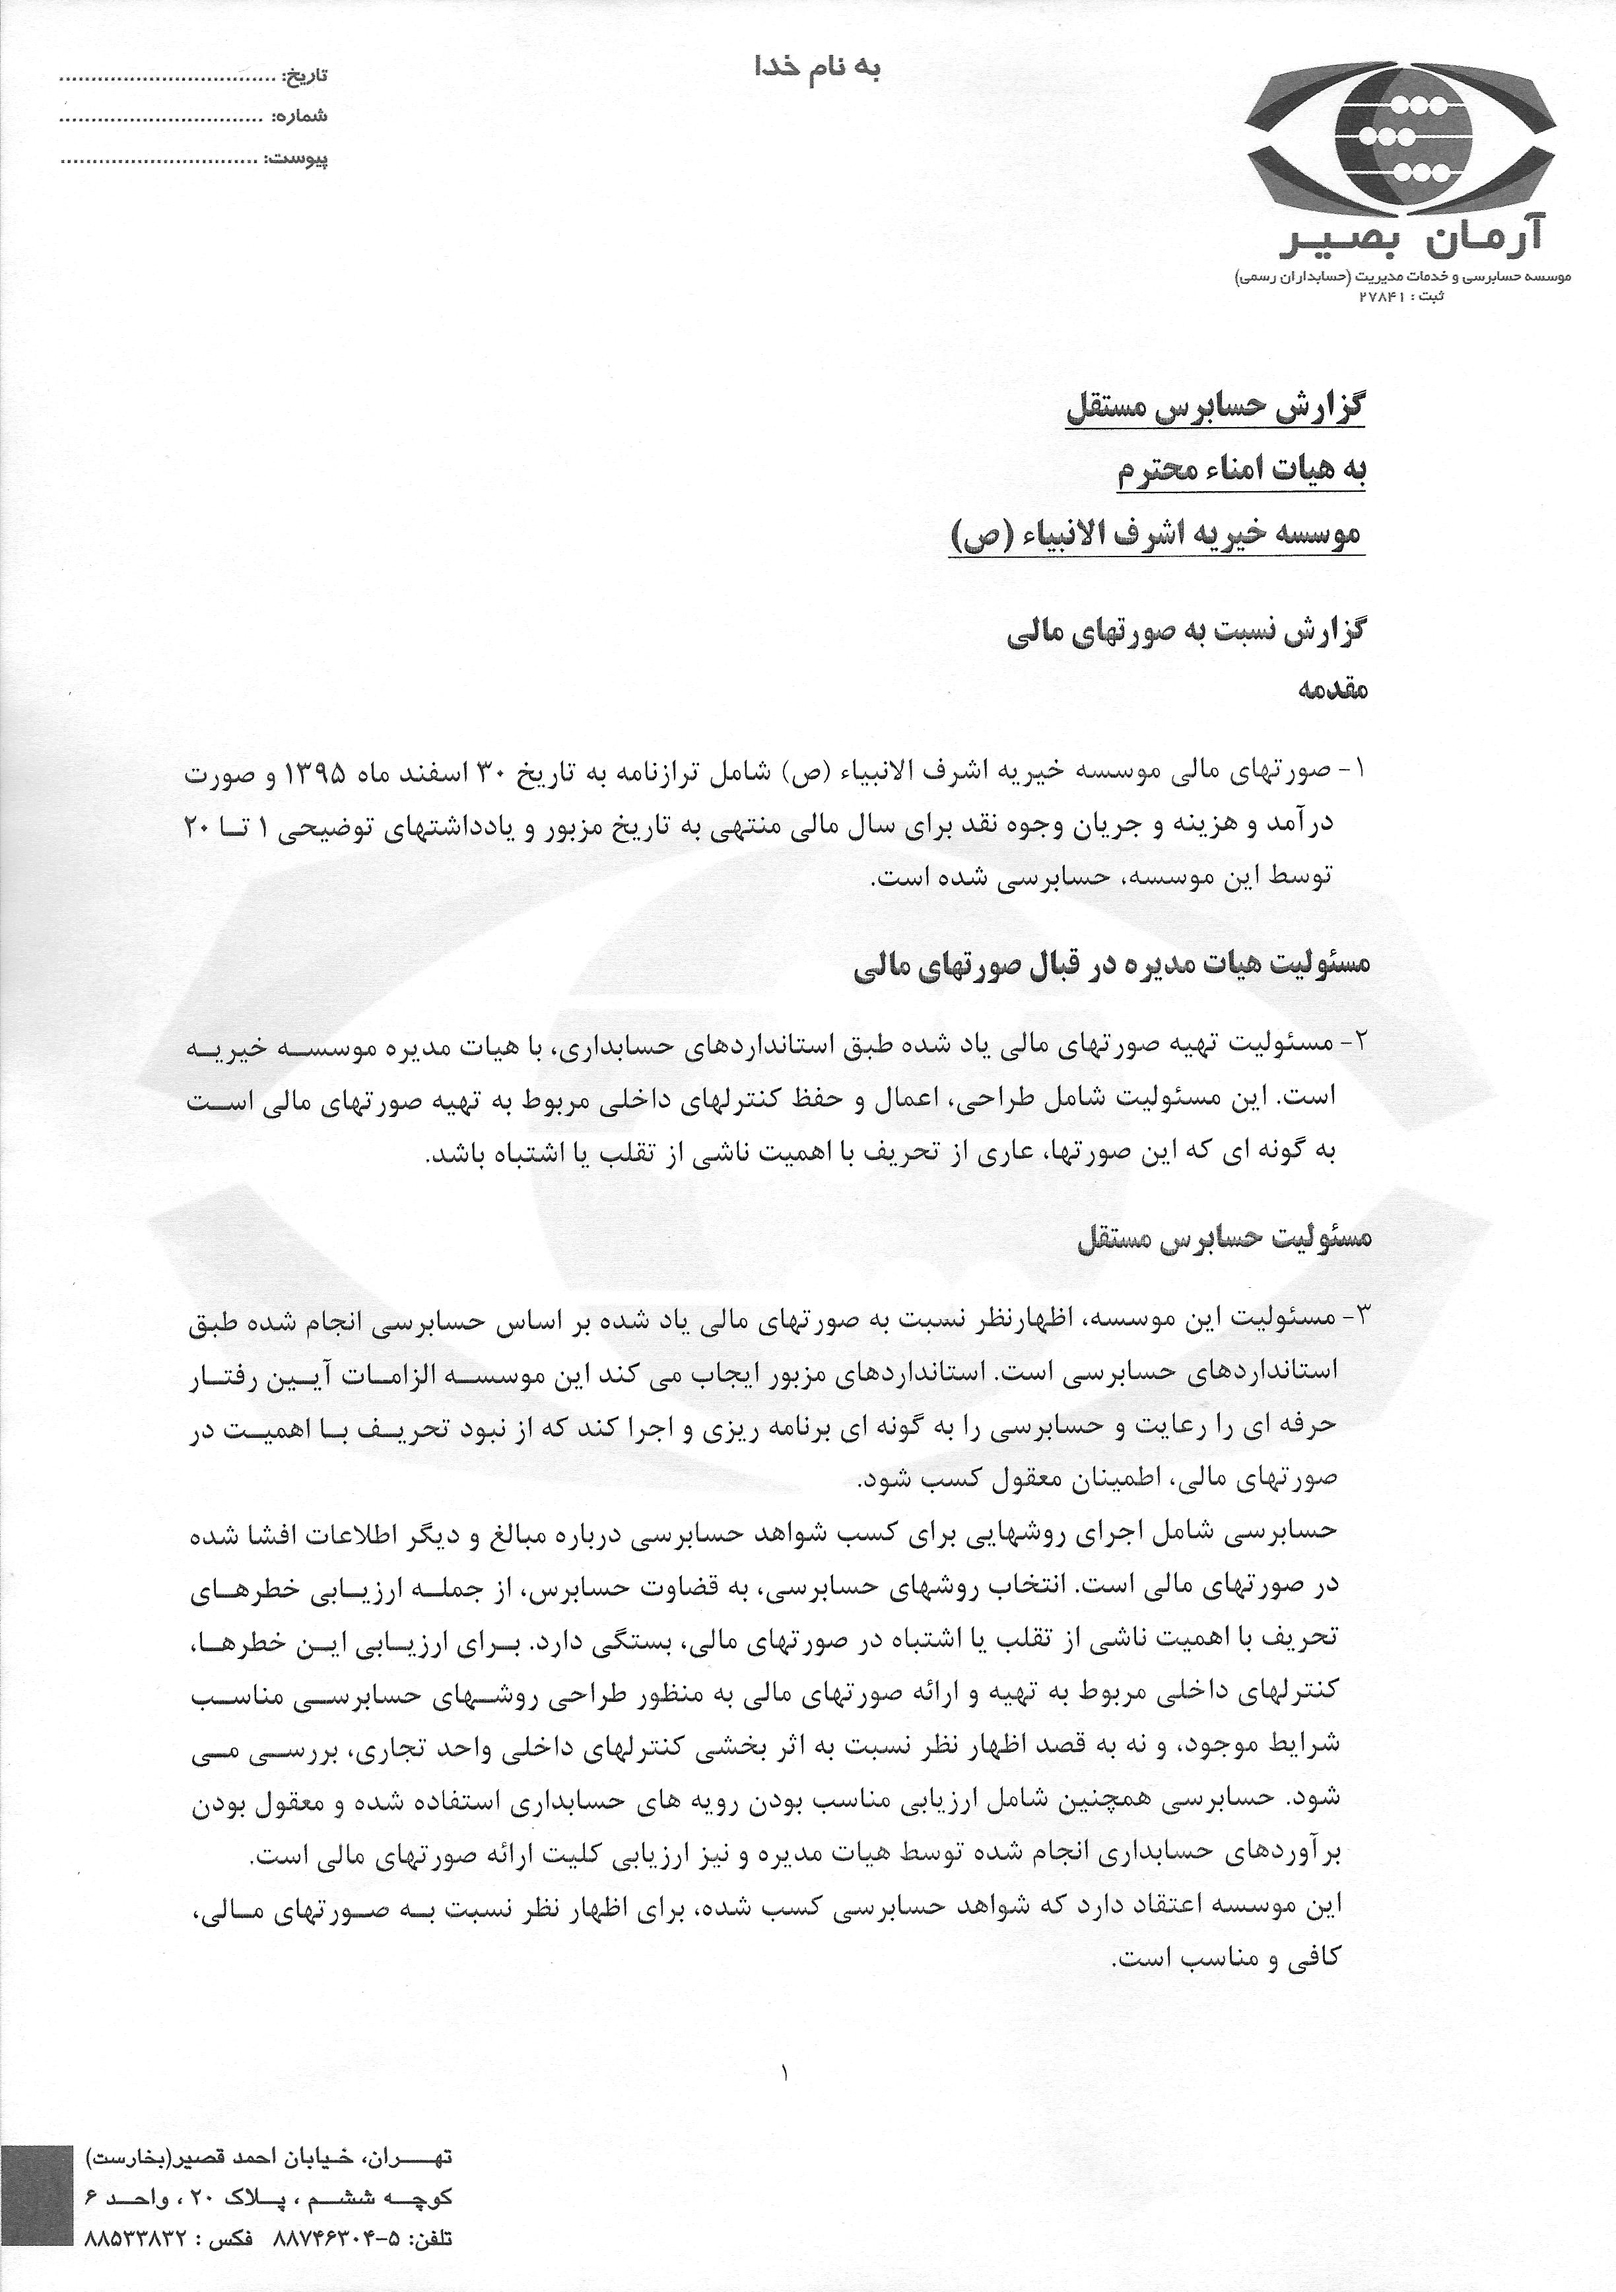 به نام خدا
تاریخ: ..................................
شماره: ................................
پیوست: ...............................
آرمان بصیر
موسسه حسابرسی و خدمات مدیریت (حسابداران رسمی)
ثبت : ۲۷۸۴۱
گزارش حسابرس مستقل
به هیات امناء محترم
موسسه خیریه اشرف الانبیاء (ص)
گزارش نسبت به صورتهای مالی
مقدمه
۱- صورتهای مالی موسسه خیریه اشرف الانبیاء (ص) شامل ترازنامه به تاریخ ۳۰ اسفند ماه ۱۳۹۵ و صورت
درآمد و هزینه و جریان وجوه نقد برای سال مالی منتهی به تاریخ مزبور و یادداشتهای توضیحی ۱ تا ۲۰
توسط این موسسه، حسابرسی شده است.
مسئولیت هیات مدیره در قبال صورتهای مالی
۲- مسئولیت تهیه صورتهای مالی یاد شده طبق استانداردهای حسابداری، با هیات مدیره موسسه خیریه
است. این مسئولیت شامل طراحی، اعمال و حفظ کنترلهای داخلی مربوط به تهیه صورتهای مالی است
به گونه ای که این صورتها، عاری از تحریف با اهمیت ناشی از تقلب یا اشتباه باشد.
مسئولیت حسابرس مستقل
۳- مسئولیت این موسسه، اظهارنظر نسبت به صورتهای مالی یاد شده بر اساس حسابرسی انجام شده طبق
استانداردهای حسابرسی است. استانداردهای مزبور ایجاب می کند این موسسه الزامات آیین رفتار
حرفه ای را رعایت و حسابرسی را به گونه ای برنامه ریزی و اجرا کند که از نبود تحریف با اهمیت در
صورتهای مالی، اطمینان معقول کسب شود.
حسابرسی شامل اجرای روشهایی برای کسب شواهد حسابرسی درباره مبالغ و دیگر اطلاعات افشا شده
در صورتهای مالی است. انتخاب روشهای حسابرسی، به قضاوت حسابرس، از جمله ارزیابی خطرهای
تحریف با اهمیت ناشی از تقلب یا اشتباه در صورتهای مالی، بستگی دارد. برای ارزیابی این خطرها،
کنترلهای داخلی مربوط به تهیه و ارائه صورتهای مالی به منظور طراحی روشهای حسابرسی مناسب
شرایط موجود، و نه به قصد اظهار نظر نسبت به اثر بخشی کنترلهای داخلی واحد تجاری، بررسی می
شود. حسابرسی همچنین شامل ارزیابی مناسب بودن رویه های حسابداری استفاده شده و معقول بودن
برآوردهای حسابداری انجام شده توسط هیات مدیره و نیز ارزیابی کلیت ارائه صورتهای مالی است.
این موسسه اعتقاد دارد که شواهد حسابرسی کسب شده، برای اظهار نظر نسبت به صورتهای مالی،
کافی و مناسب است.
۱
تهران، خیابان احمد قصیر(بخارست)
کوچه ششم ، پلاک ۲۰ ، واحد ۶
تلفن: ۵-۸۸۷۴۶۳۰۴ فکس : ۸۸۵۳۳۸۳۲